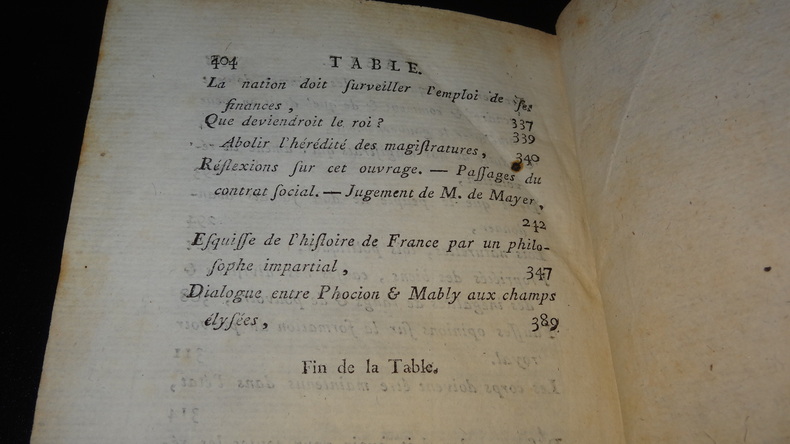 404 TABLE.
La nation doit ſurveiller l'emploi de ſes
finances, 337
Que deviendroit le roi? 339
Abolir l'hérédité des magiſtratures, 340
Réflexions ſur cet ouvrage. — Paſſages du
contrat ſocial. — Jugement de M. de Mayer,
242
Eſquiſſe de l'hiſtoire de France par un philo-
ſophe impartial, 347
Dialogue entre Phocion & Mably aux champs
élyſées, 389
Fin de la Table.